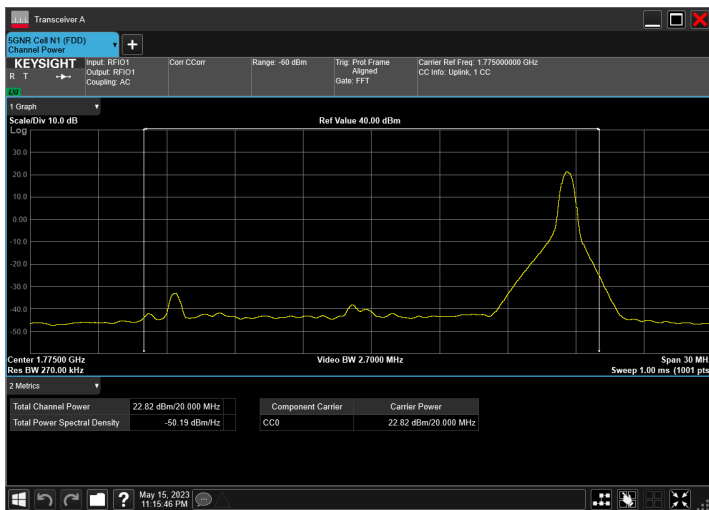 Transceiver A
5GNR Cell N1 (FDD)
Channel Power
KEYSIGHT
R T
LNI
Input: RFIO1
Output: RFIO1
Coupling: AC
Corr CCorr
Range: -60 dBm
Trig: Prot Frame
Aligned
Gate: FFT
Carrier Ref Freq: 1.775000000 GHz
CC Info: Uplink, 1 CC
1 Graph
Scale/Div 10.0 dB
Ref Value 40.00 dBm
Log
30.0
20.0
10.0
0.00
-10.0
-20.0
-30.0
-40.0
-50.0
Center 1.77500 GHz
Video BW 2.7000 MHz
Span 30 MH
Res BW 270.00 kHz
Sweep 1.00 ms (1001 pts
2 Metrics
Total Channel Power 22.82 dBm/20.000 MHz
Total Power Spectral Density -50.19 dBm/Hz
Component Carrier Carrier Power
CC0 22.82 dBm/20.000 MHz
?
May 15, 2023
11:15:46 PM